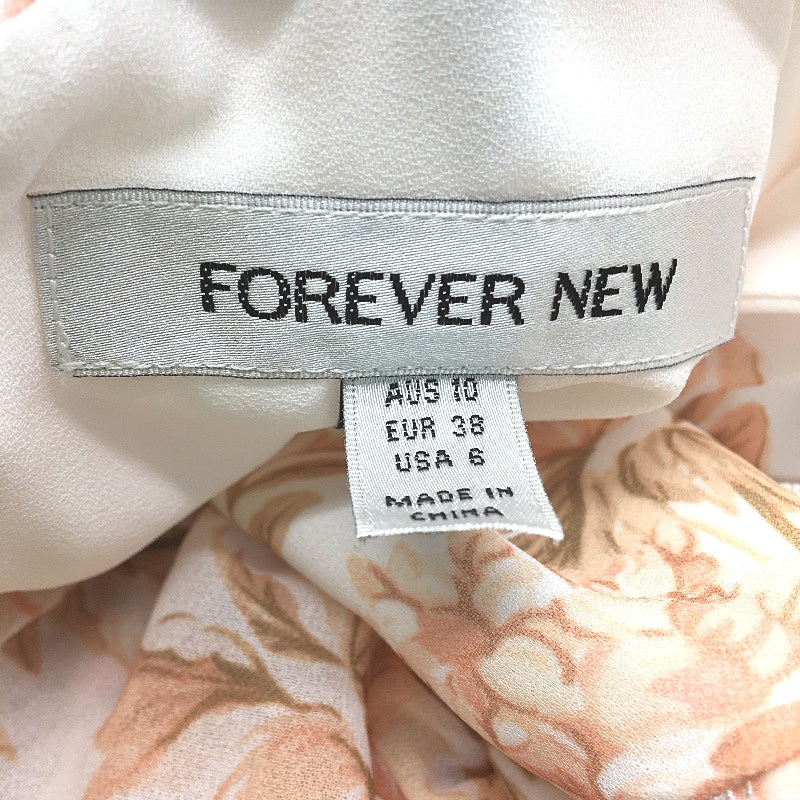 FOREVER NEW
AUS 10
EUR 38
USA 6
MADE IN
CHINA